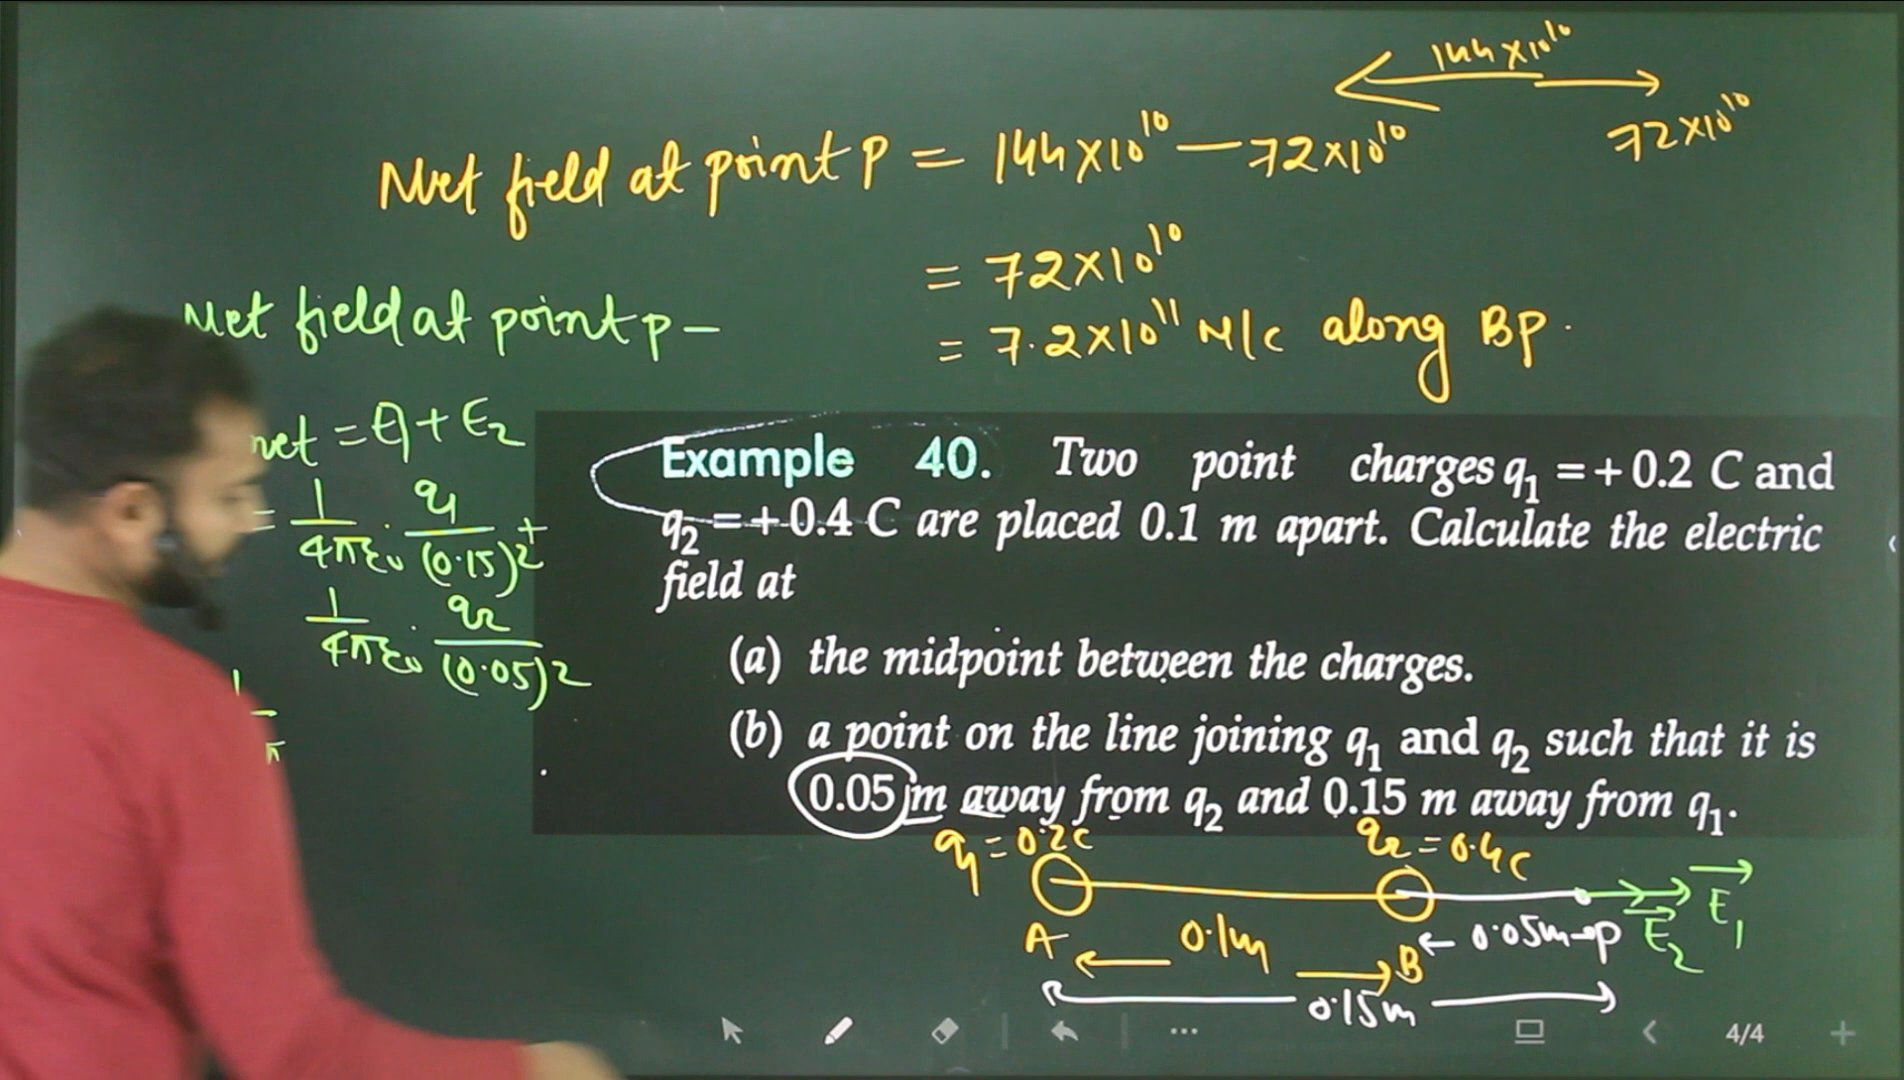 144×10¹⁰
72×10¹⁰
Net field at point P = 144×10¹⁰ — 72×10¹⁰
= 72×10¹⁰
= 7.2×10¹¹ N/C along BP.
Net field at point p –
net = E1 + E2
= 1/4πε₀ · q1/(0.15)² +
1/4πε₀ · q2/(0.05)²
1
π
Example 40. Two point charges q₁ = + 0.2 C and
q₂ = + 0.4 C are placed 0.1 m apart. Calculate the electric
field at
(a) the midpoint between the charges.
(b) a point on the line joining q₁ and q₂ such that it is
0.05 m away from q₂ and 0.15 m away from q₁.
q1 = 0.2C
q2 = 0.4C
E1
A
0.1m
B
0.05m
P
E2
0.15m
4/4